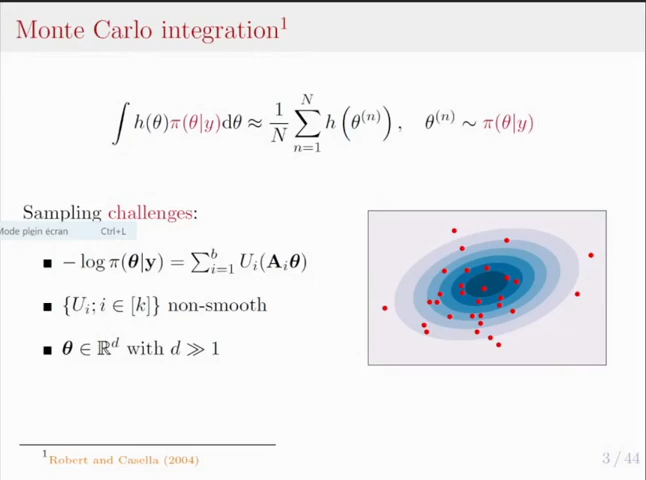 Monte Carlo integration¹
∫ h(θ)π(θ|y)dθ ≈ 1/N ∑_{n=1}^{N} h(θ^{(n)}), θ^{(n)} ∼ π(θ|y)
Sampling challenges:
Mode plein écran Ctrl+L
■ − log π(θ|y) = ∑_{i=1}^{b} U_i(A_iθ)
■ {U_i; i ∈ [k]} non-smooth
■ θ ∈ ℝ^d with d ≫ 1
¹Robert and Casella (2004)
3 / 44